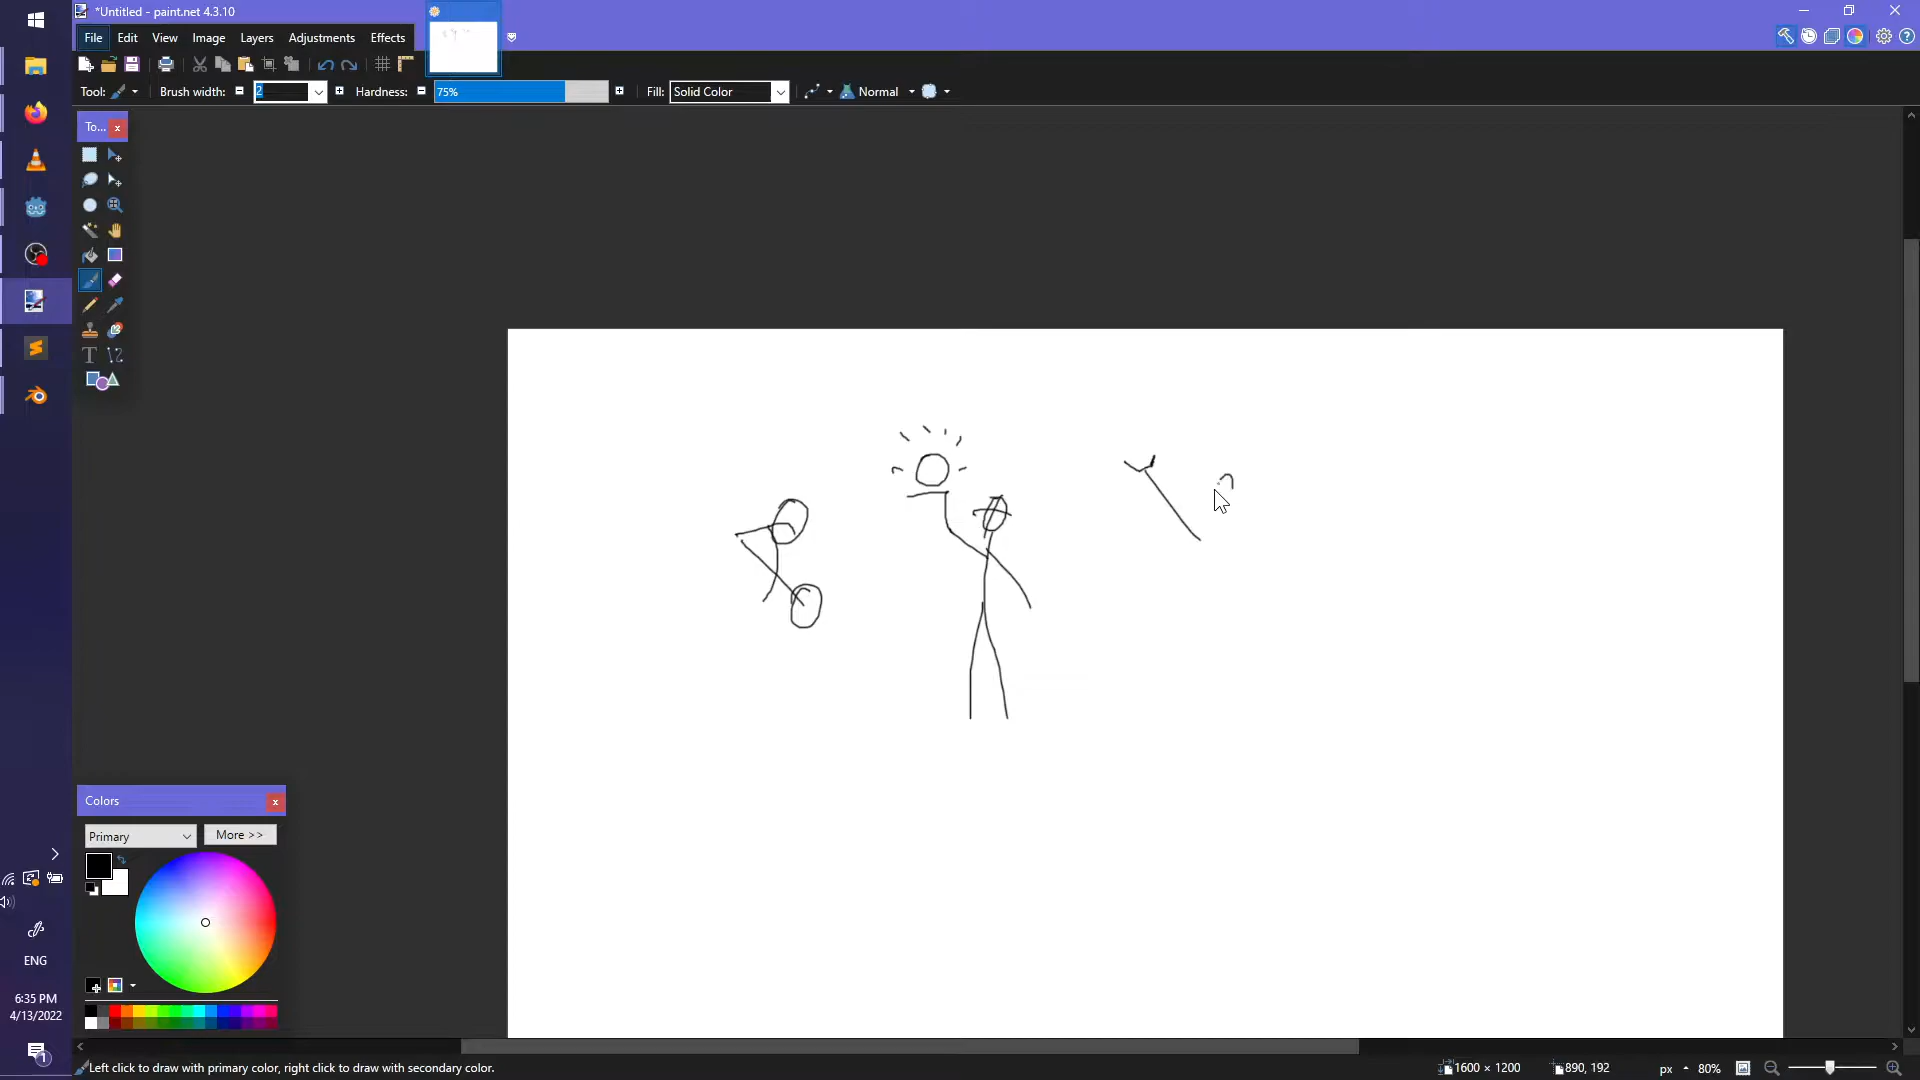 *Untitled - paint.net 4.3.10
File Edit View Image Layers Adjustments Effects
Tool: Brush width: 2 Hardness: 75% Fill: Solid Color Normal
To...
T
Colors
Primary More >>
ENG
6:35 PM
4/13/2022
1
Left click to draw with primary color, right click to draw with secondary color. 1600 × 1200 890, 192 px 80%